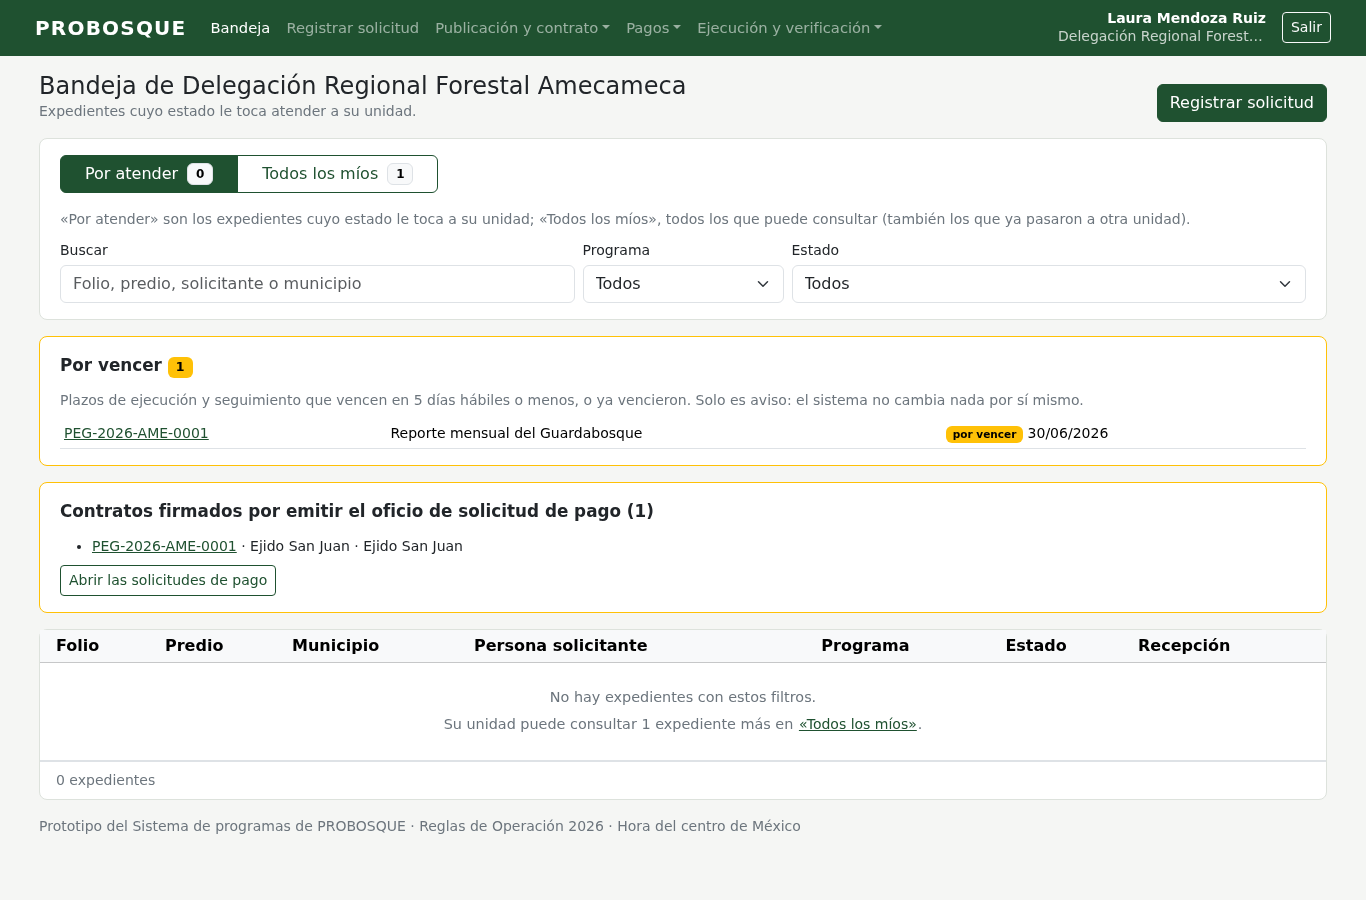 PROBOSQUE Bandeja Registrar solicitud Publicación y contrato Pagos Ejecución y verificación
Laura Mendoza Ruiz
Delegación Regional Forest…
Salir
Bandeja de Delegación Regional Forestal Amecameca
Expedientes cuyo estado le toca atender a su unidad.
Registrar solicitud
Por atender 0 Todos los míos 1
«Por atender» son los expedientes cuyo estado le toca a su unidad; «Todos los míos», todos los que puede consultar (también los que ya pasaron a otra unidad).
Buscar Programa Estado
Folio, predio, solicitante o municipio Todos Todos
Por vencer 1
Plazos de ejecución y seguimiento que vencen en 5 días hábiles o menos, o ya vencieron. Solo es aviso: el sistema no cambia nada por sí mismo.
PEG-2026-AME-0001 Reporte mensual del Guardabosque por vencer 30/06/2026
Contratos firmados por emitir el oficio de solicitud de pago (1)
• PEG-2026-AME-0001 · Ejido San Juan · Ejido San Juan
Abrir las solicitudes de pago
Folio Predio Municipio Persona solicitante Programa Estado Recepción
No hay expedientes con estos filtros.
Su unidad puede consultar 1 expediente más en «Todos los míos».
0 expedientes
Prototipo del Sistema de programas de PROBOSQUE · Reglas de Operación 2026 · Hora del centro de México